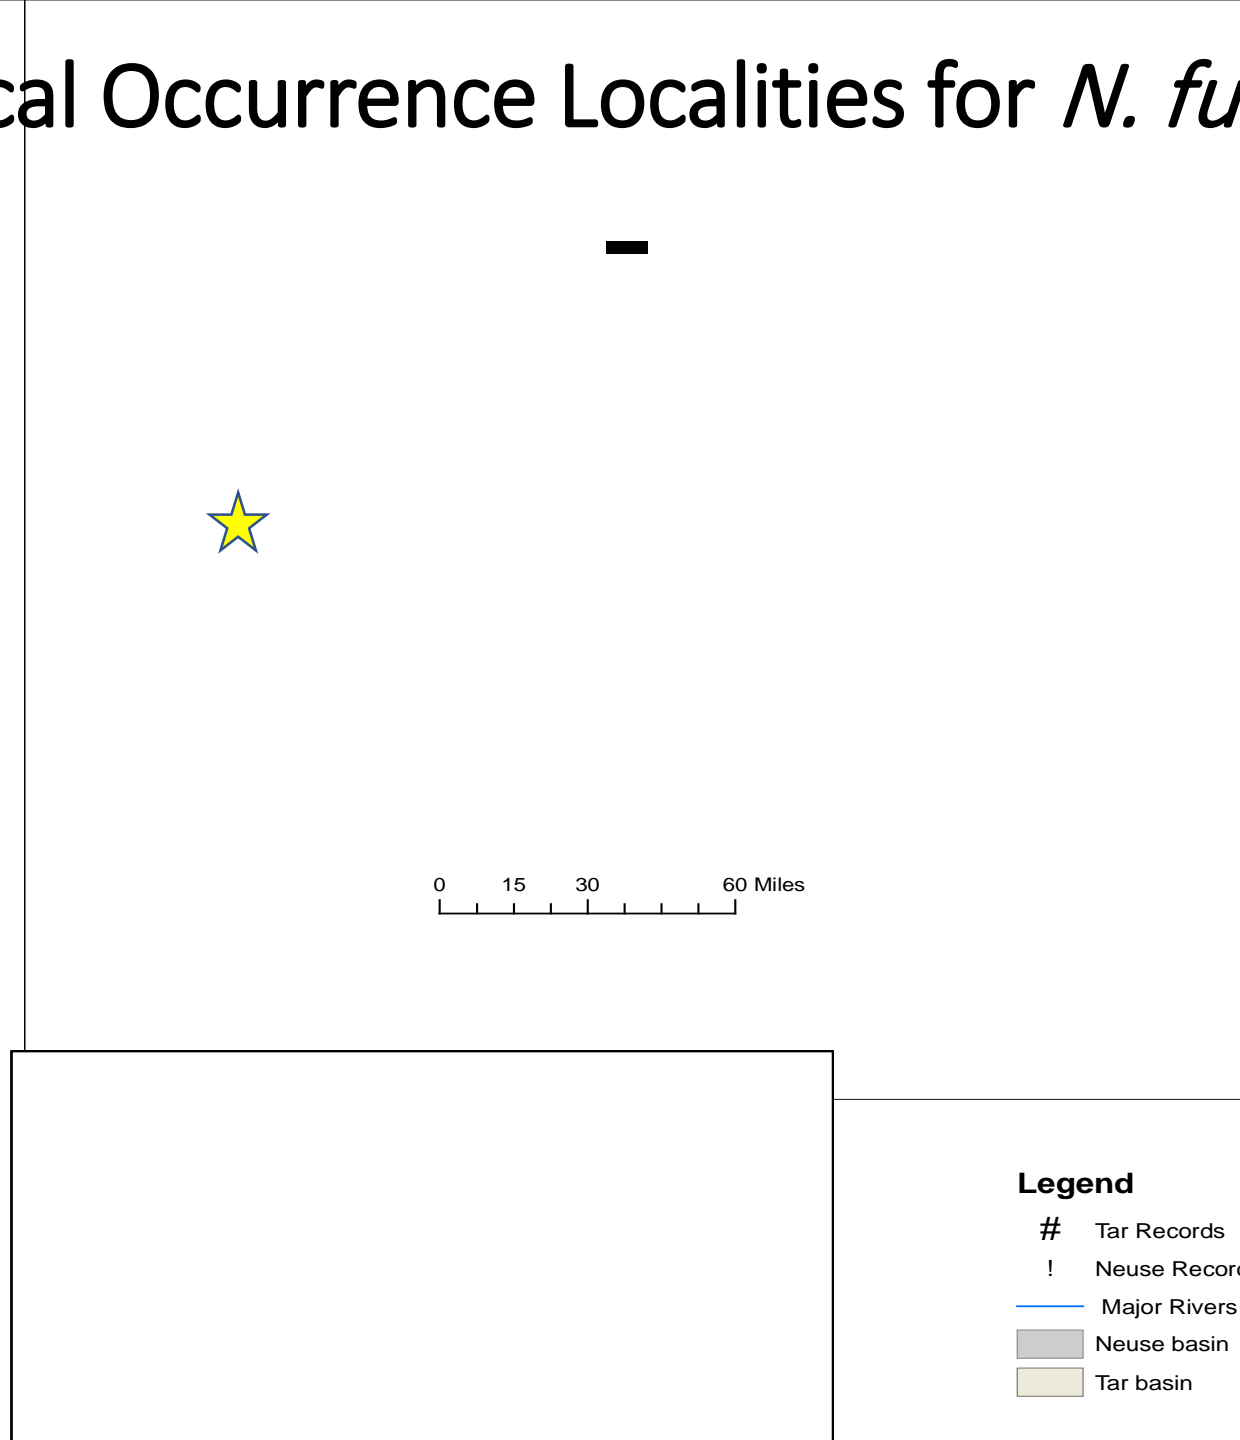 cal Occurrence Localities for N. fu
0 15 30 60 Miles
Legend
# Tar Records
! Neuse Recor
Major Rivers
Neuse basin
Tar basin